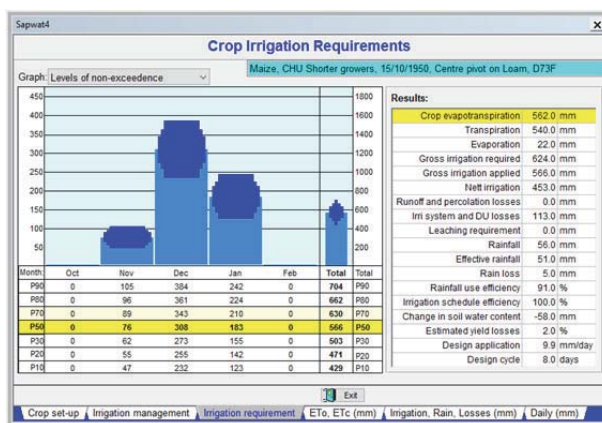 Sapwat4
Crop Irrigation Requirements
Graph: Levels of non-exceedence
Maize, CHU Shorter growers, 15/10/1950, Centre pivot on Loam, D73F
450 1800
400 1600
350 1400
300 1200
250 1000
200 800
150 600
100 400
50 200
Month: Oct Nov Dec Jan Feb Total Total
P90 0 105 384 242 0 704 P90
P80 0 96 361 224 0 662 P80
P70 0 89 343 210 0 630 P70
P50 0 76 308 183 0 566 P50
P30 0 62 273 155 0 503 P30
P20 0 55 255 142 0 471 P20
P10 0 47 232 123 0 429 P10
Results:
Crop evapotranspiration 562.0 mm
Transpiration 540.0 mm
Evaporation 22.0 mm
Gross irrigation required 624.0 mm
Gross irrigation applied 566.0 mm
Nett irrigation 453.0 mm
Runoff and percolation losses 0.0 mm
Irri system and DU losses 113.0 mm
Leaching requirement 0.0 mm
Rainfall 56.0 mm
Effective rainfall 51.0 mm
Rain loss 5.0 mm
Rainfall use efficiency 91.0 %
Irrigation schedule efficiency 100.0 %
Change in soil water content -58.0 mm
Estimated yield losses 2.0 %
Design application 9.9 mm/day
Design cycle 8.0 days
Exit
Crop set-up Irrigation management Irrigation requirement ETo, ETc (mm) Irrigation, Rain, Losses (mm) Daily (mm)